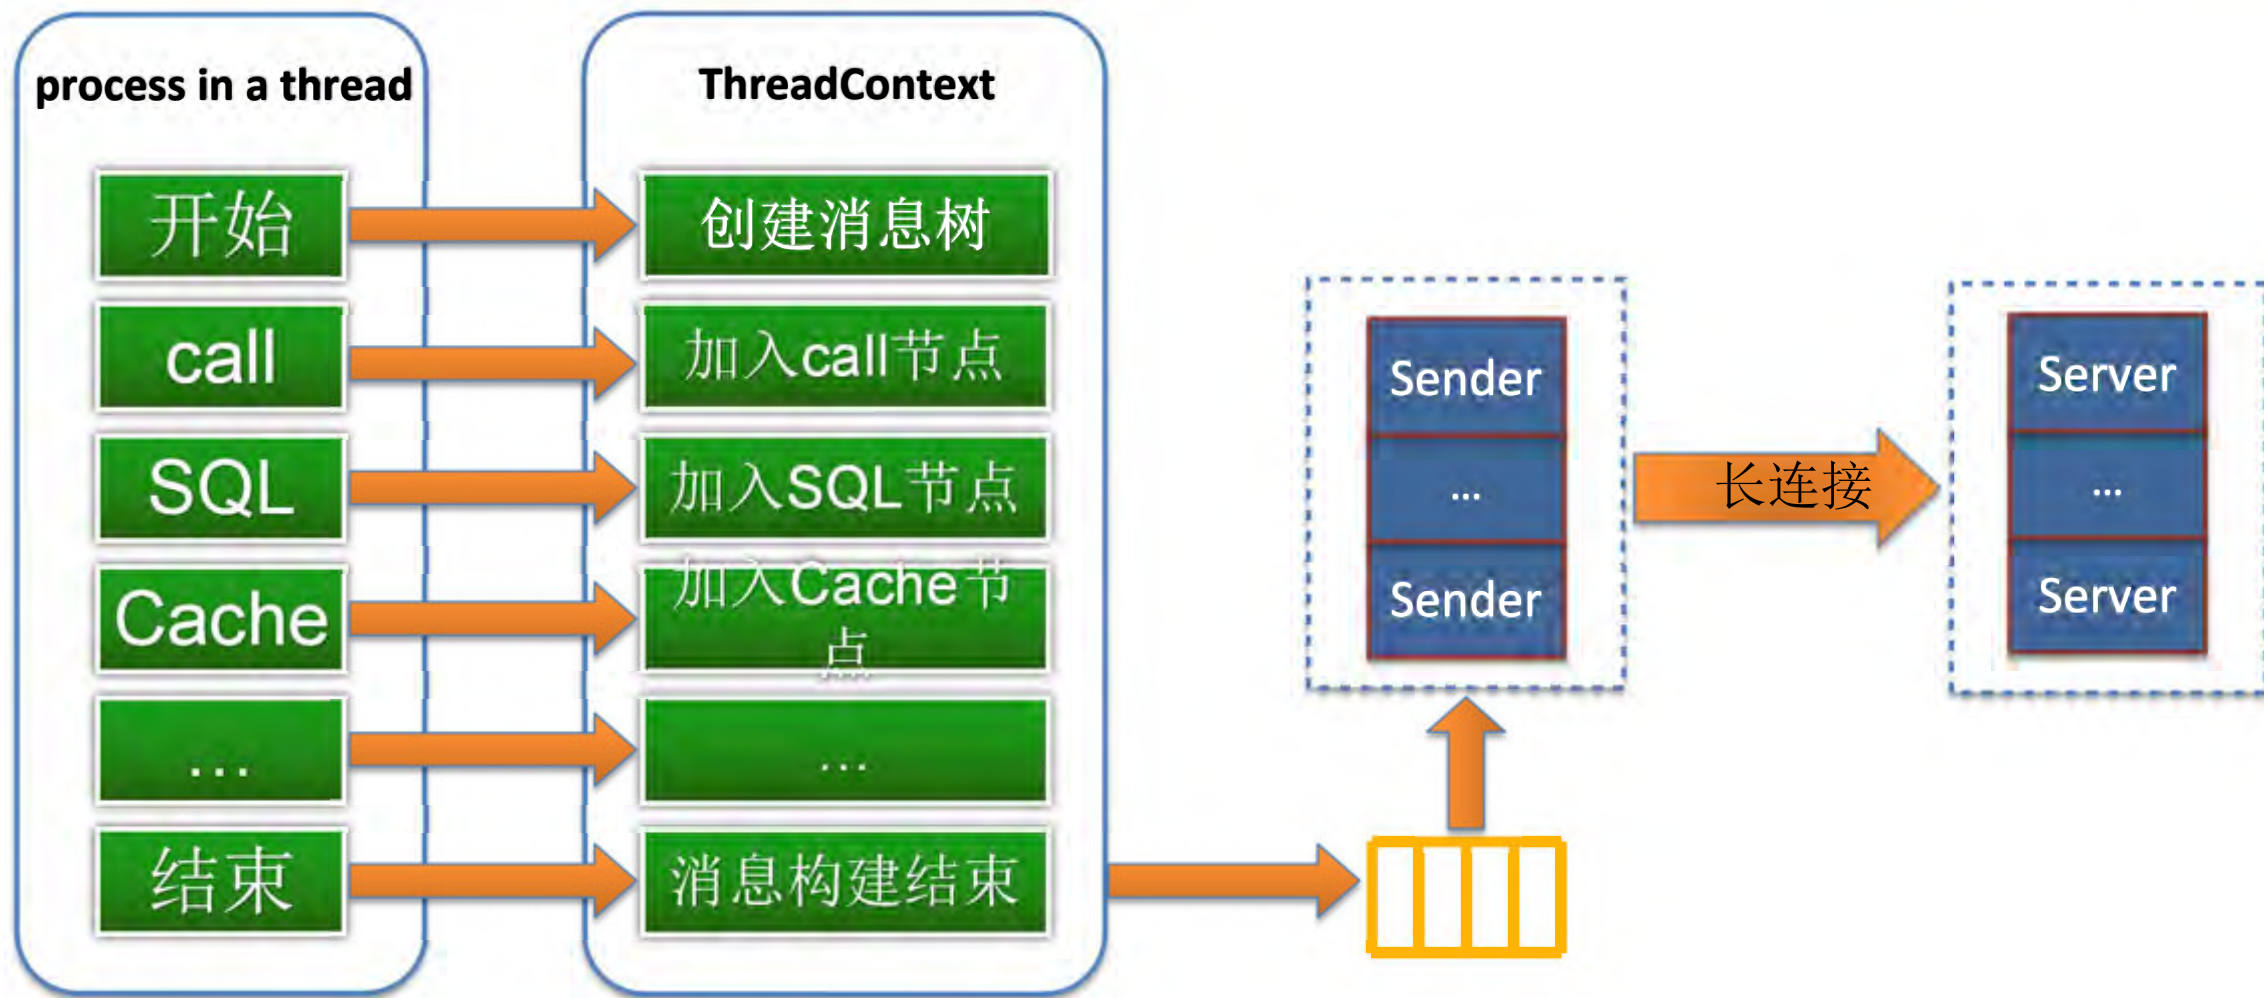 process in a thread
开始
call
SQL
Cache
...
结束
ThreadContext
创建消息树
加入call节点
加入SQL节点
加入Cache节
点
...
消息构建结束
Sender
...
Sender
长连接
Server
...
Server